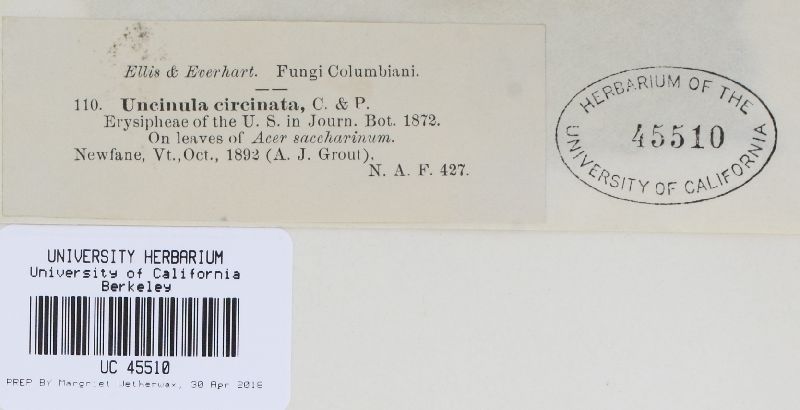 Ellis & Everhart. Fungi Columbiani.
110. Uncinula circinata, C. & P.
Erysipheae of the U. S. in Journ. Bot. 1872.
On leaves of Acer saccharinum.
Newfane, Vt., Oct., 1892 (A. J. Grout).
N. A. F. 427.
HERBARIUM OF THE
45510
UNIVERSITY OF CALIFORNIA
UNIVERSITY HERBARIUM
University of California
Berkeley
UC 45510
PREP BY Margriet Wetherwax, 30 Apr 2016